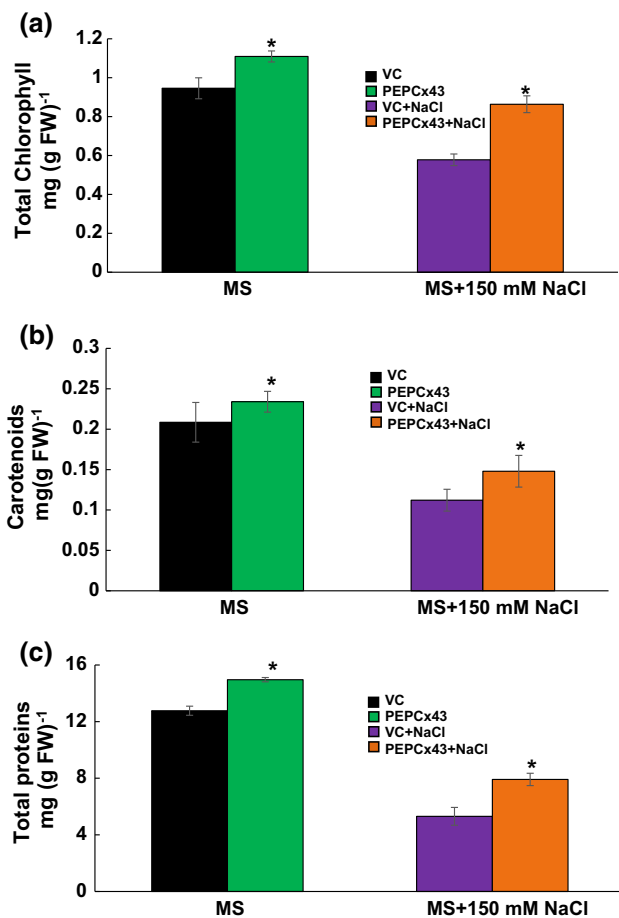 (a)
Total Chlorophyll
mg (g FW)-1
1.2
1
0.8
0.6
0.4
0.2
0
*
*
VC
PEPCx43
VC+NaCl
PEPCx43+NaCl
MS
MS+150 mM NaCl
(b)
Carotenoids
mg(g FW)-1
0.3
0.25
0.2
0.15
0.1
0.05
0
*
*
VC
PEPCx43
VC+NaCl
PEPCx43+NaCl
MS
MS+150 mM NaCl
(c)
Total proteins
mg (g FW)-1
16
12
8
4
0
*
*
VC
PEPCx43
VC+NaCl
PEPCx43+NaCl
MS
MS+150 mM NaCl